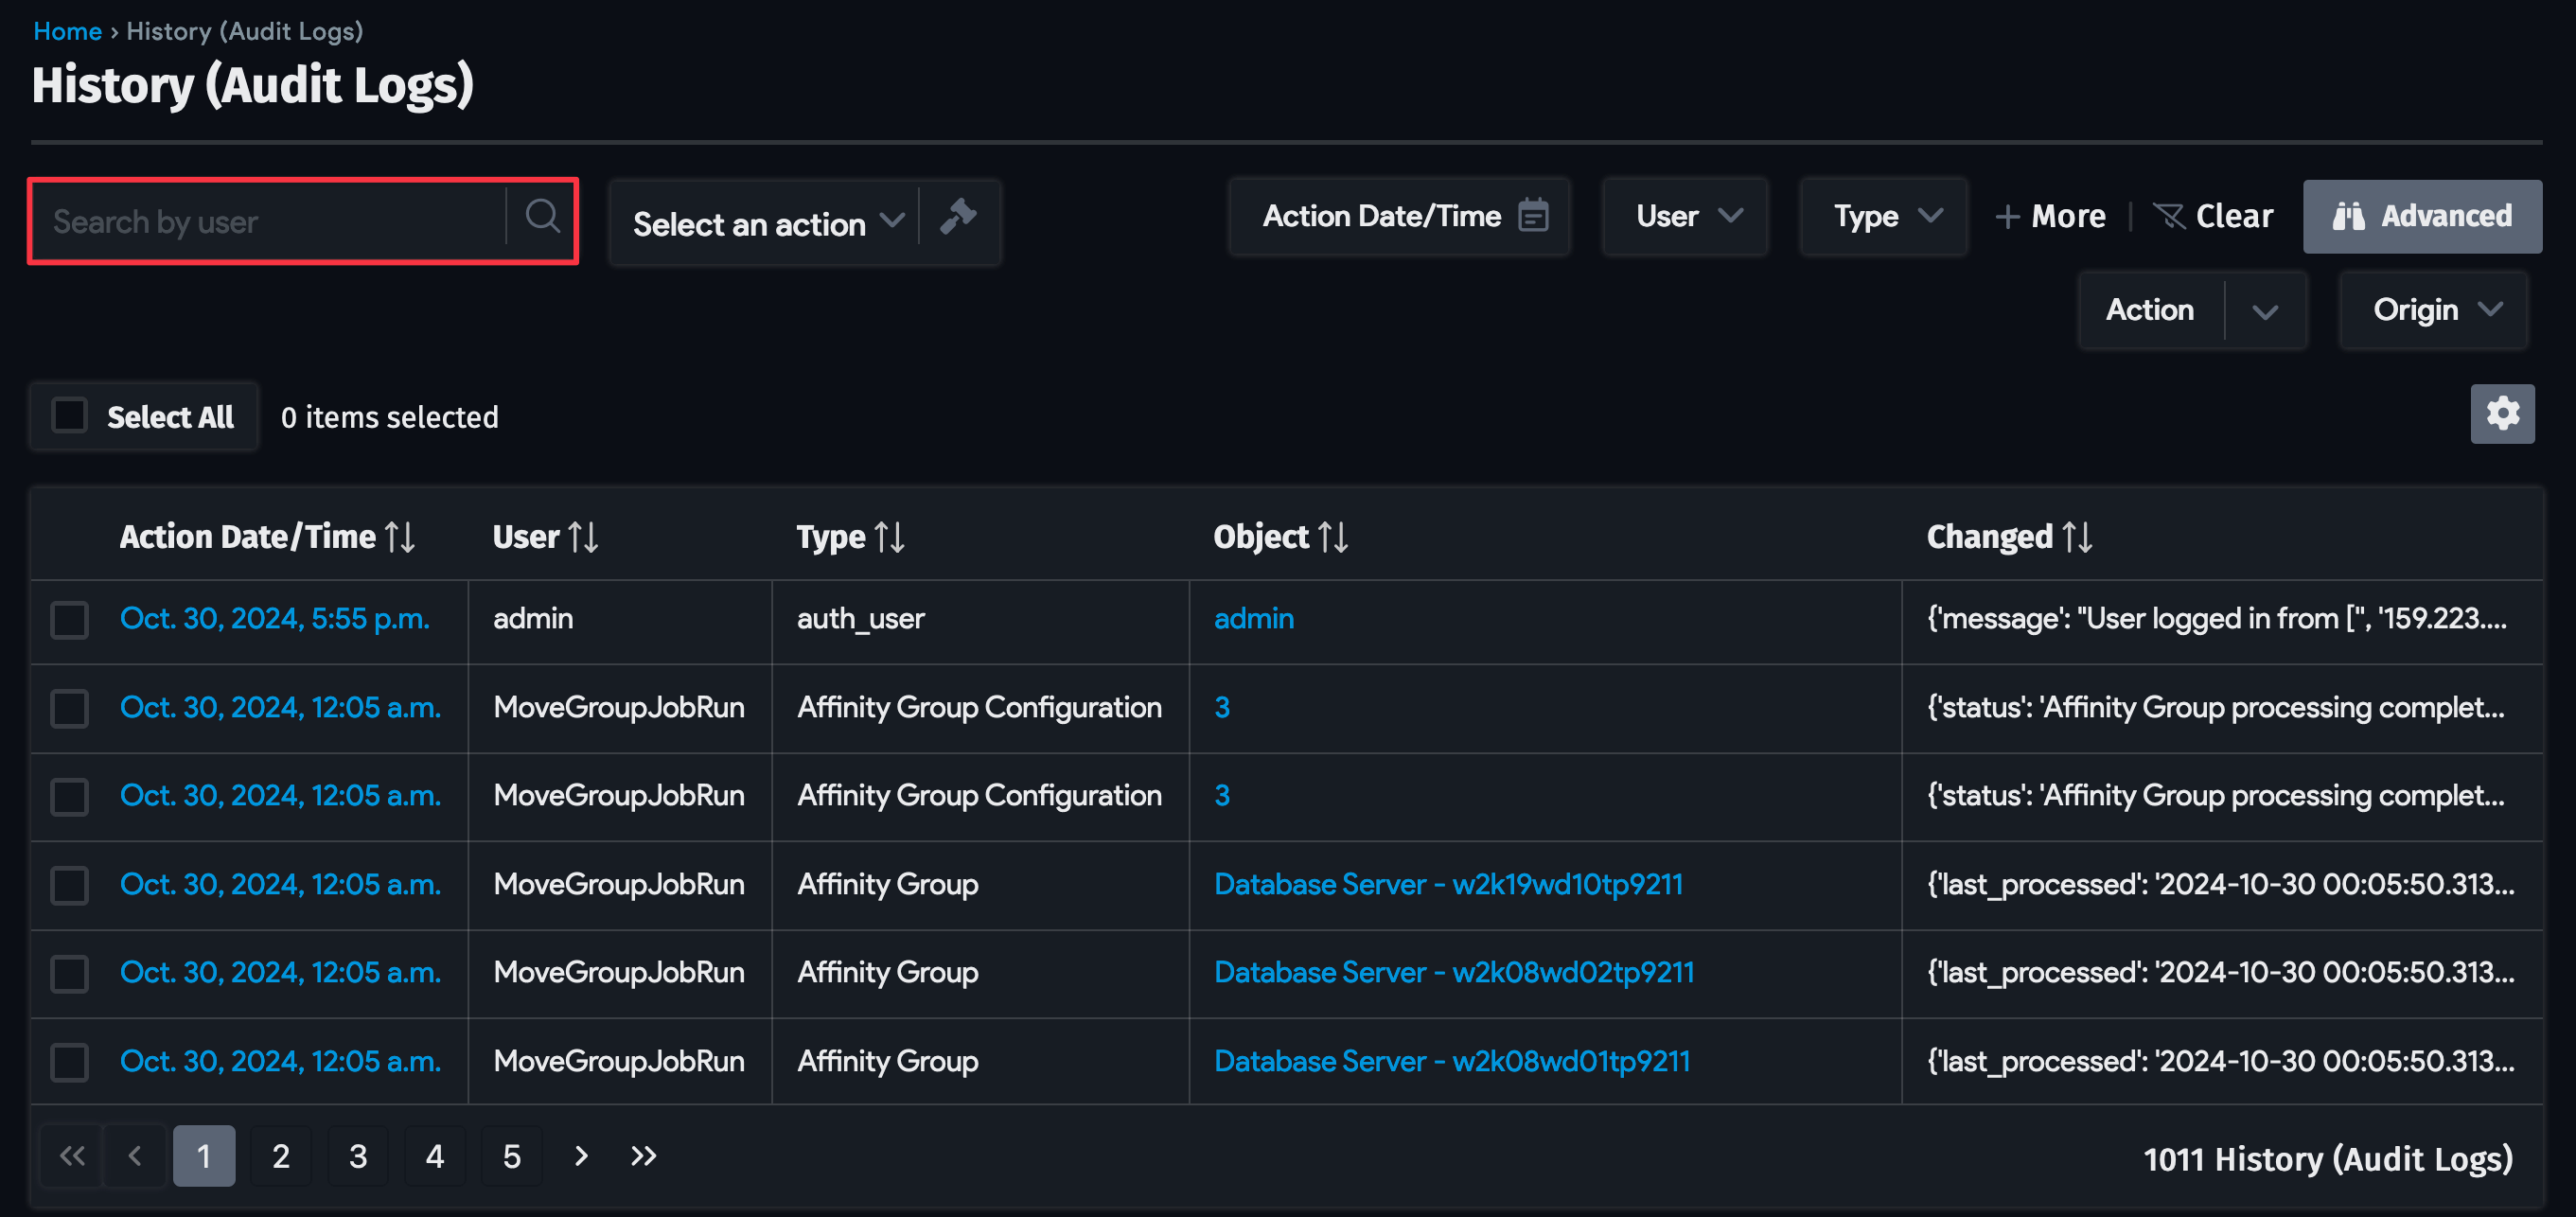 Home › History (Audit Logs)
History (Audit Logs)
Search by user
Select an action
Action Date/Time
User
Type
+ More
Clear
Advanced
Action
Origin
Select All
0 items selected
Action Date/Time User Type Object Changed
Oct. 30, 2024, 5:55 p.m. admin auth_user admin {'message': "User logged in from [", '159.223....
Oct. 30, 2024, 12:05 a.m. MoveGroupJobRun Affinity Group Configuration 3 {'status': 'Affinity Group processing complet...
Oct. 30, 2024, 12:05 a.m. MoveGroupJobRun Affinity Group Configuration 3 {'status': 'Affinity Group processing complet...
Oct. 30, 2024, 12:05 a.m. MoveGroupJobRun Affinity Group Database Server - w2k19wd10tp9211 {'last_processed': '2024-10-30 00:05:50.313...
Oct. 30, 2024, 12:05 a.m. MoveGroupJobRun Affinity Group Database Server - w2k08wd02tp9211 {'last_processed': '2024-10-30 00:05:50.313...
Oct. 30, 2024, 12:05 a.m. MoveGroupJobRun Affinity Group Database Server - w2k08wd01tp9211 {'last_processed': '2024-10-30 00:05:50.313...
« ‹ 1 2 3 4 5 › »
1011 History (Audit Logs)